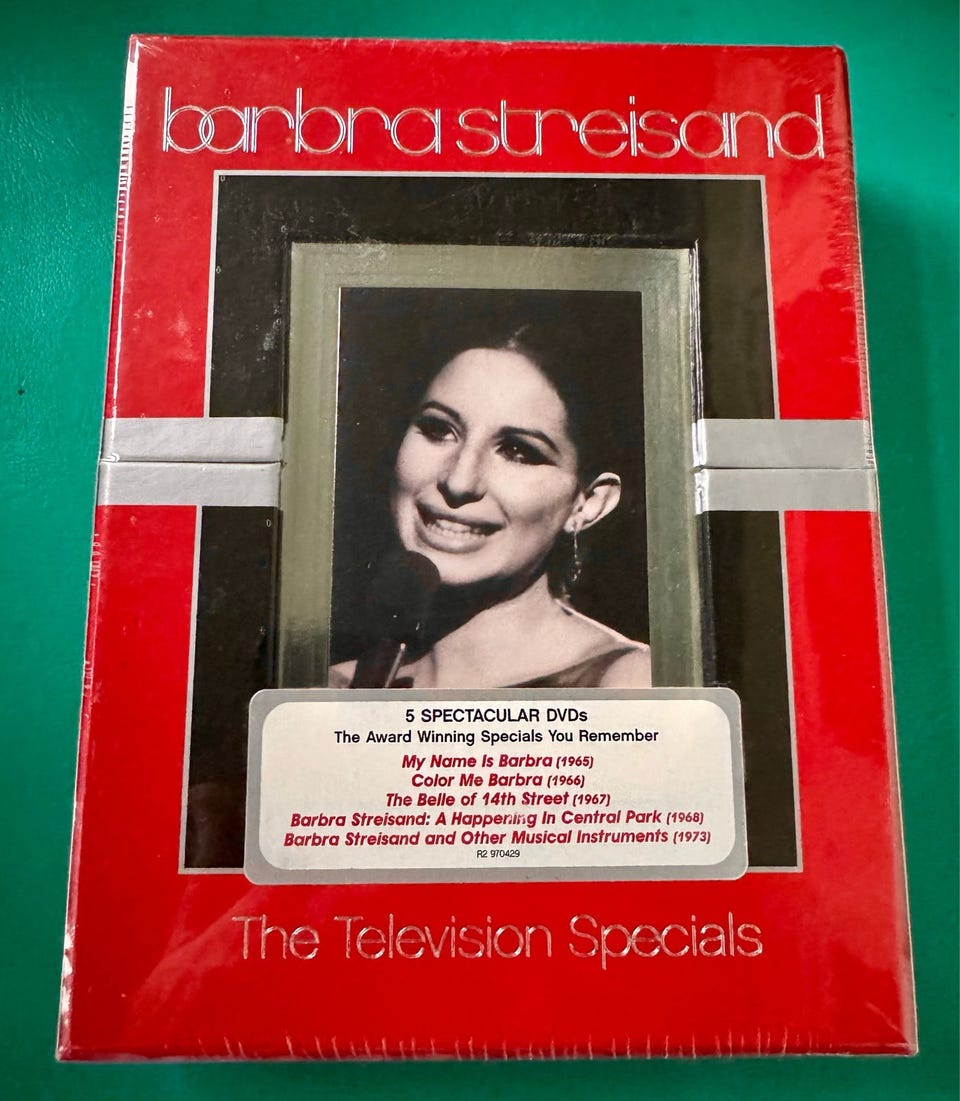 barbra streisand
5 SPECTACULAR DVDs
The Award Winning Specials You Remember
My Name Is Barbra (1965)
Color Me Barbra (1966)
The Belle of 14th Street (1967)
Barbra Streisand: A Happening In Central Park (1968)
Barbra Streisand and Other Musical Instruments (1973)
R2 970429
The Television Specials